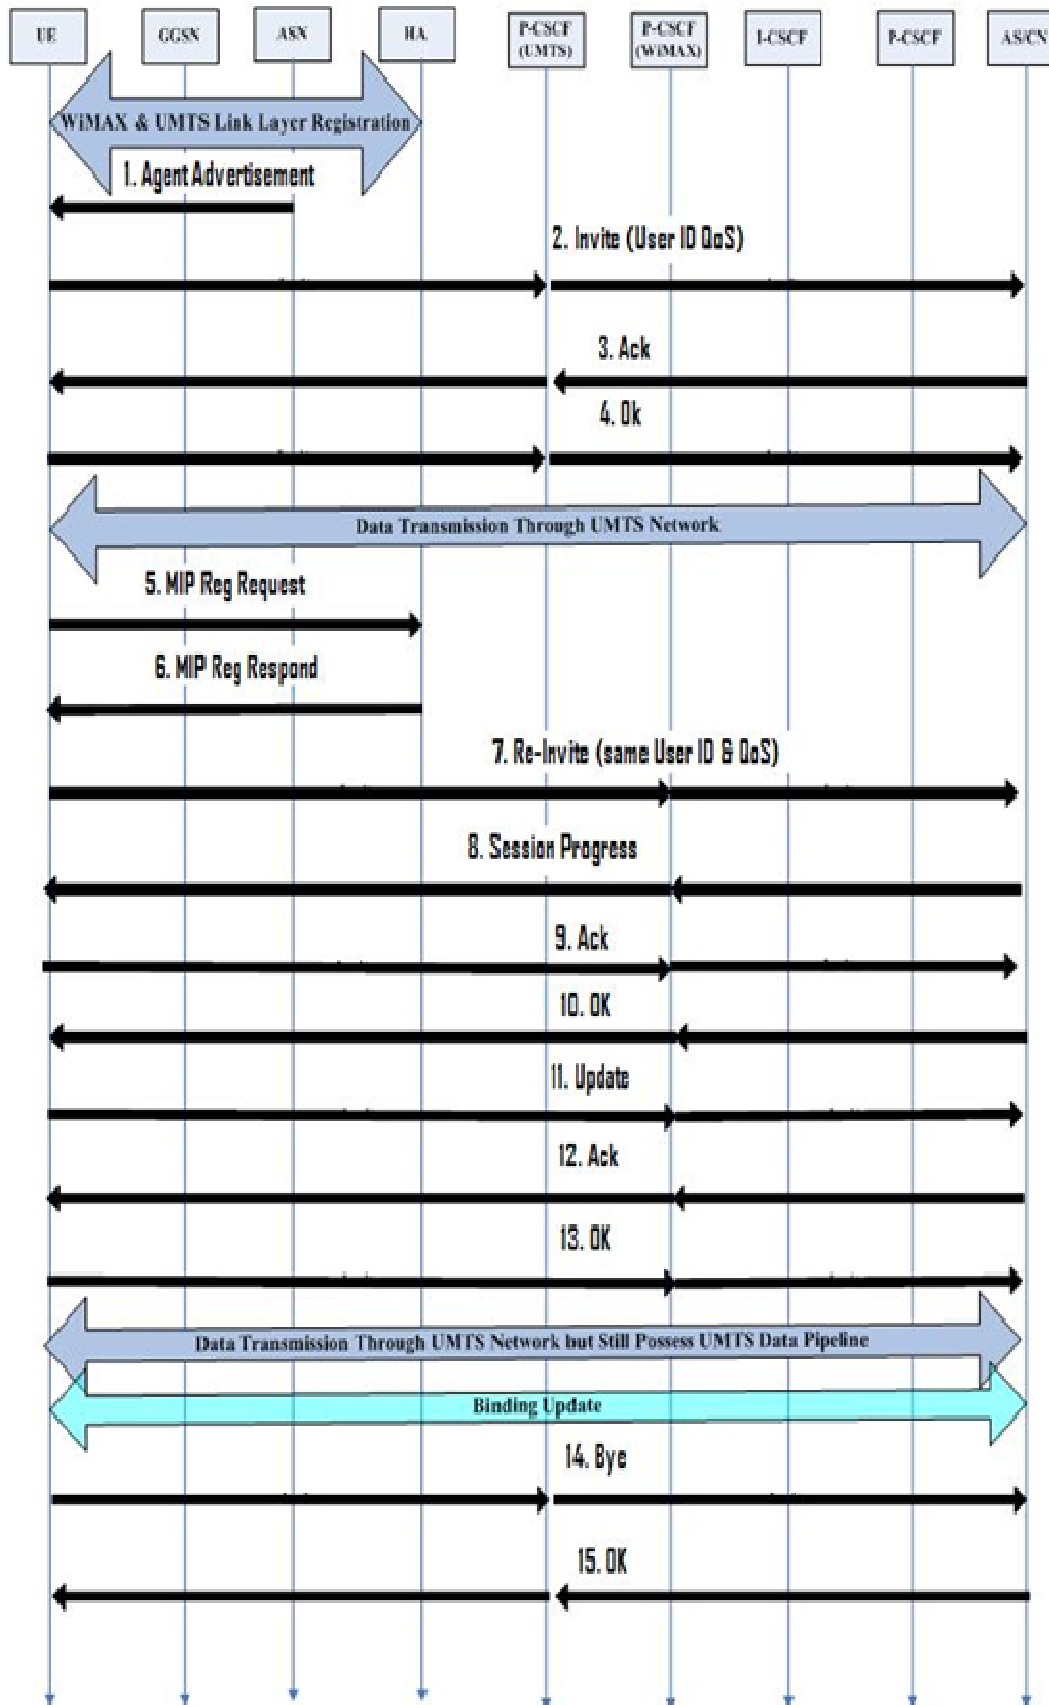 UE
GGSN
ASN
HA
P-CSCF
(UMTS)
P-CSCF
(WiMAX)
I-CSCF
P-CSCF
AS/CN
WiMAX & UMTS Link Layer Registration
1. Agent Advertisement
2. Invite (User ID QoS)
3. Ack
4. Ok
Data Transmission Through UMTS Network
5. MIP Reg Request
6. MIP Reg Respond
7. Re-Invite (same User ID & QoS)
8. Session Progress
9. Ack
10. OK
11. Update
12. Ack
13. OK
Data Transmission Through UMTS Network but Still Possess UMTS Data Pipeline
Binding Update
14. Bye
15. OK